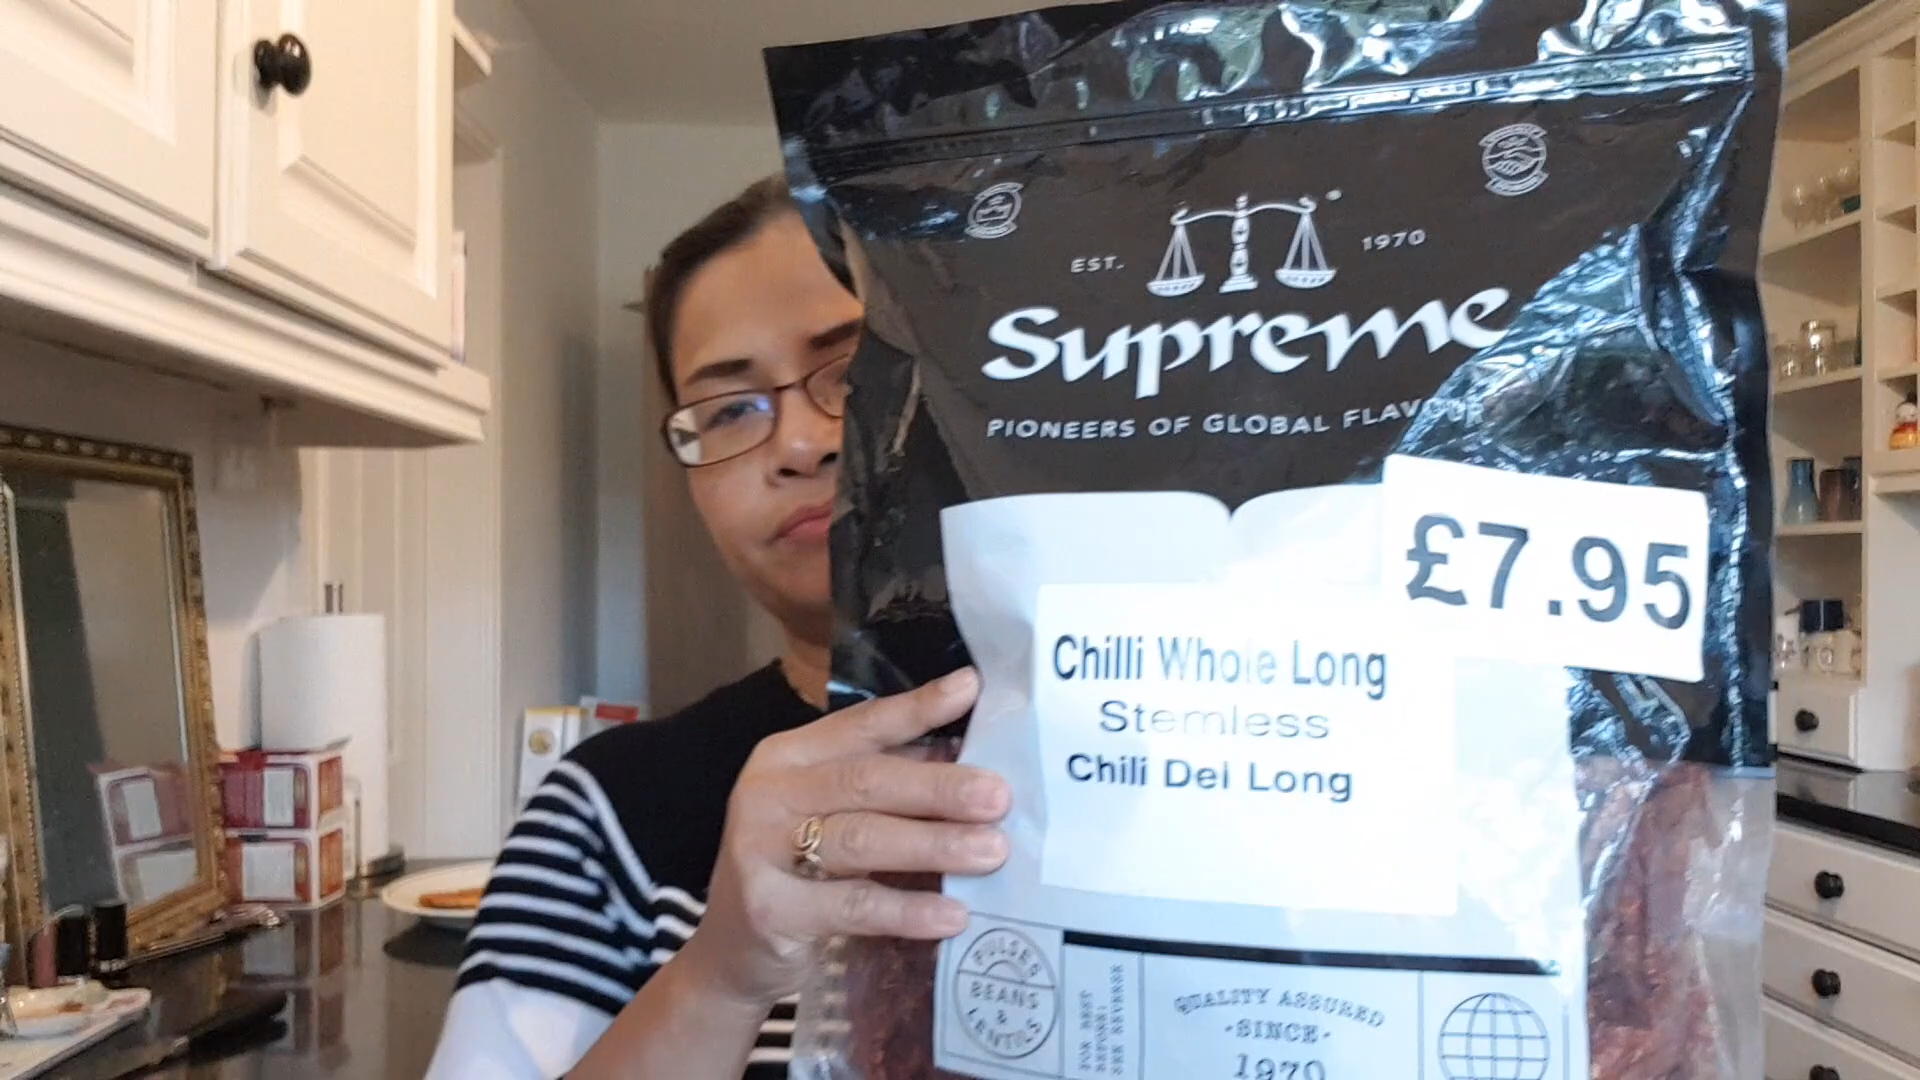 EST. 1970
Supreme
PIONEERS OF GLOBAL FLAVOUR
£7.95
Chilli Whole Long
Stemless
Chili Dei Long
PULSES
BEANS
&
LENTILS
QUALITY ASSURED
·SINCE·
1970